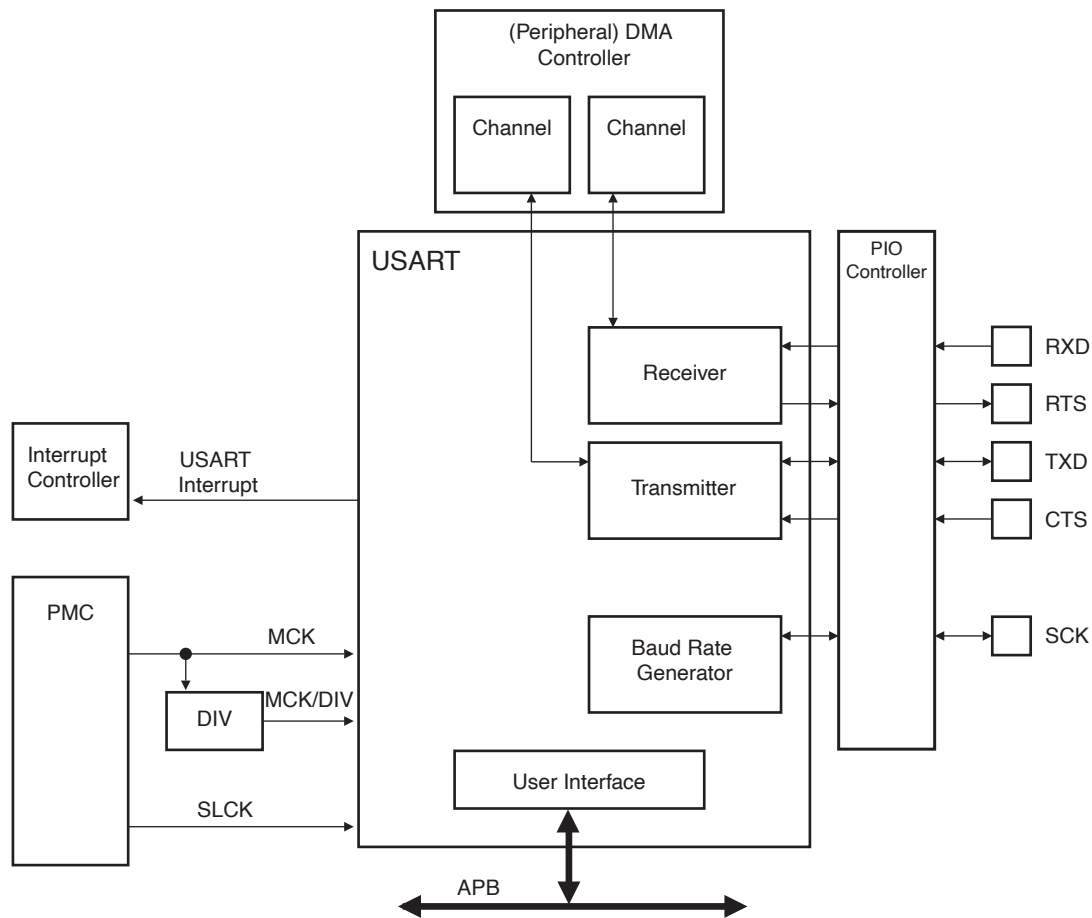 (Peripheral) DMA
Controller
Channel
Channel
USART
PIO
Controller
Receiver
RXD
RTS
Interrupt
Controller
USART
Interrupt
Transmitter
TXD
CTS
PMC
MCK
Baud Rate
Generator
SCK
MCK/DIV
DIV
User Interface
SLCK
APB